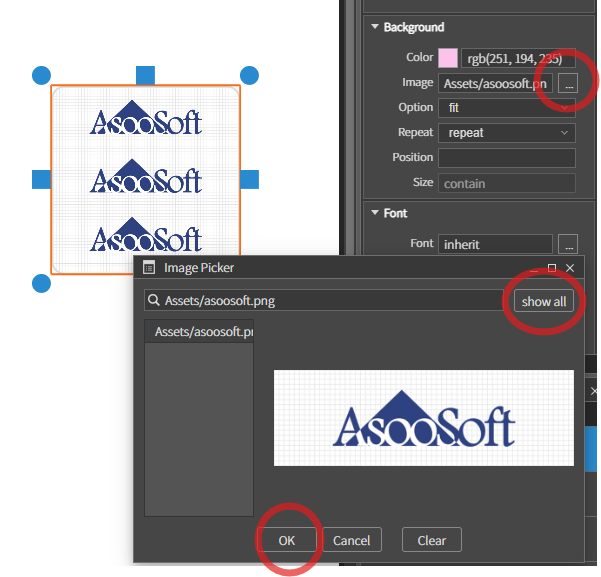 Background
Color rgb(251, 194, 235)
Image Assets/asoosoft.pn ...
Option fit
Repeat repeat
Position
Size contain
Font
Font inherit ...
AsooSoft
AsooSoft
AsooSoft
Image Picker
Assets/asoosoft.png show all
Assets/asoosoft.pn
AsooSoft
OK Cancel Clear